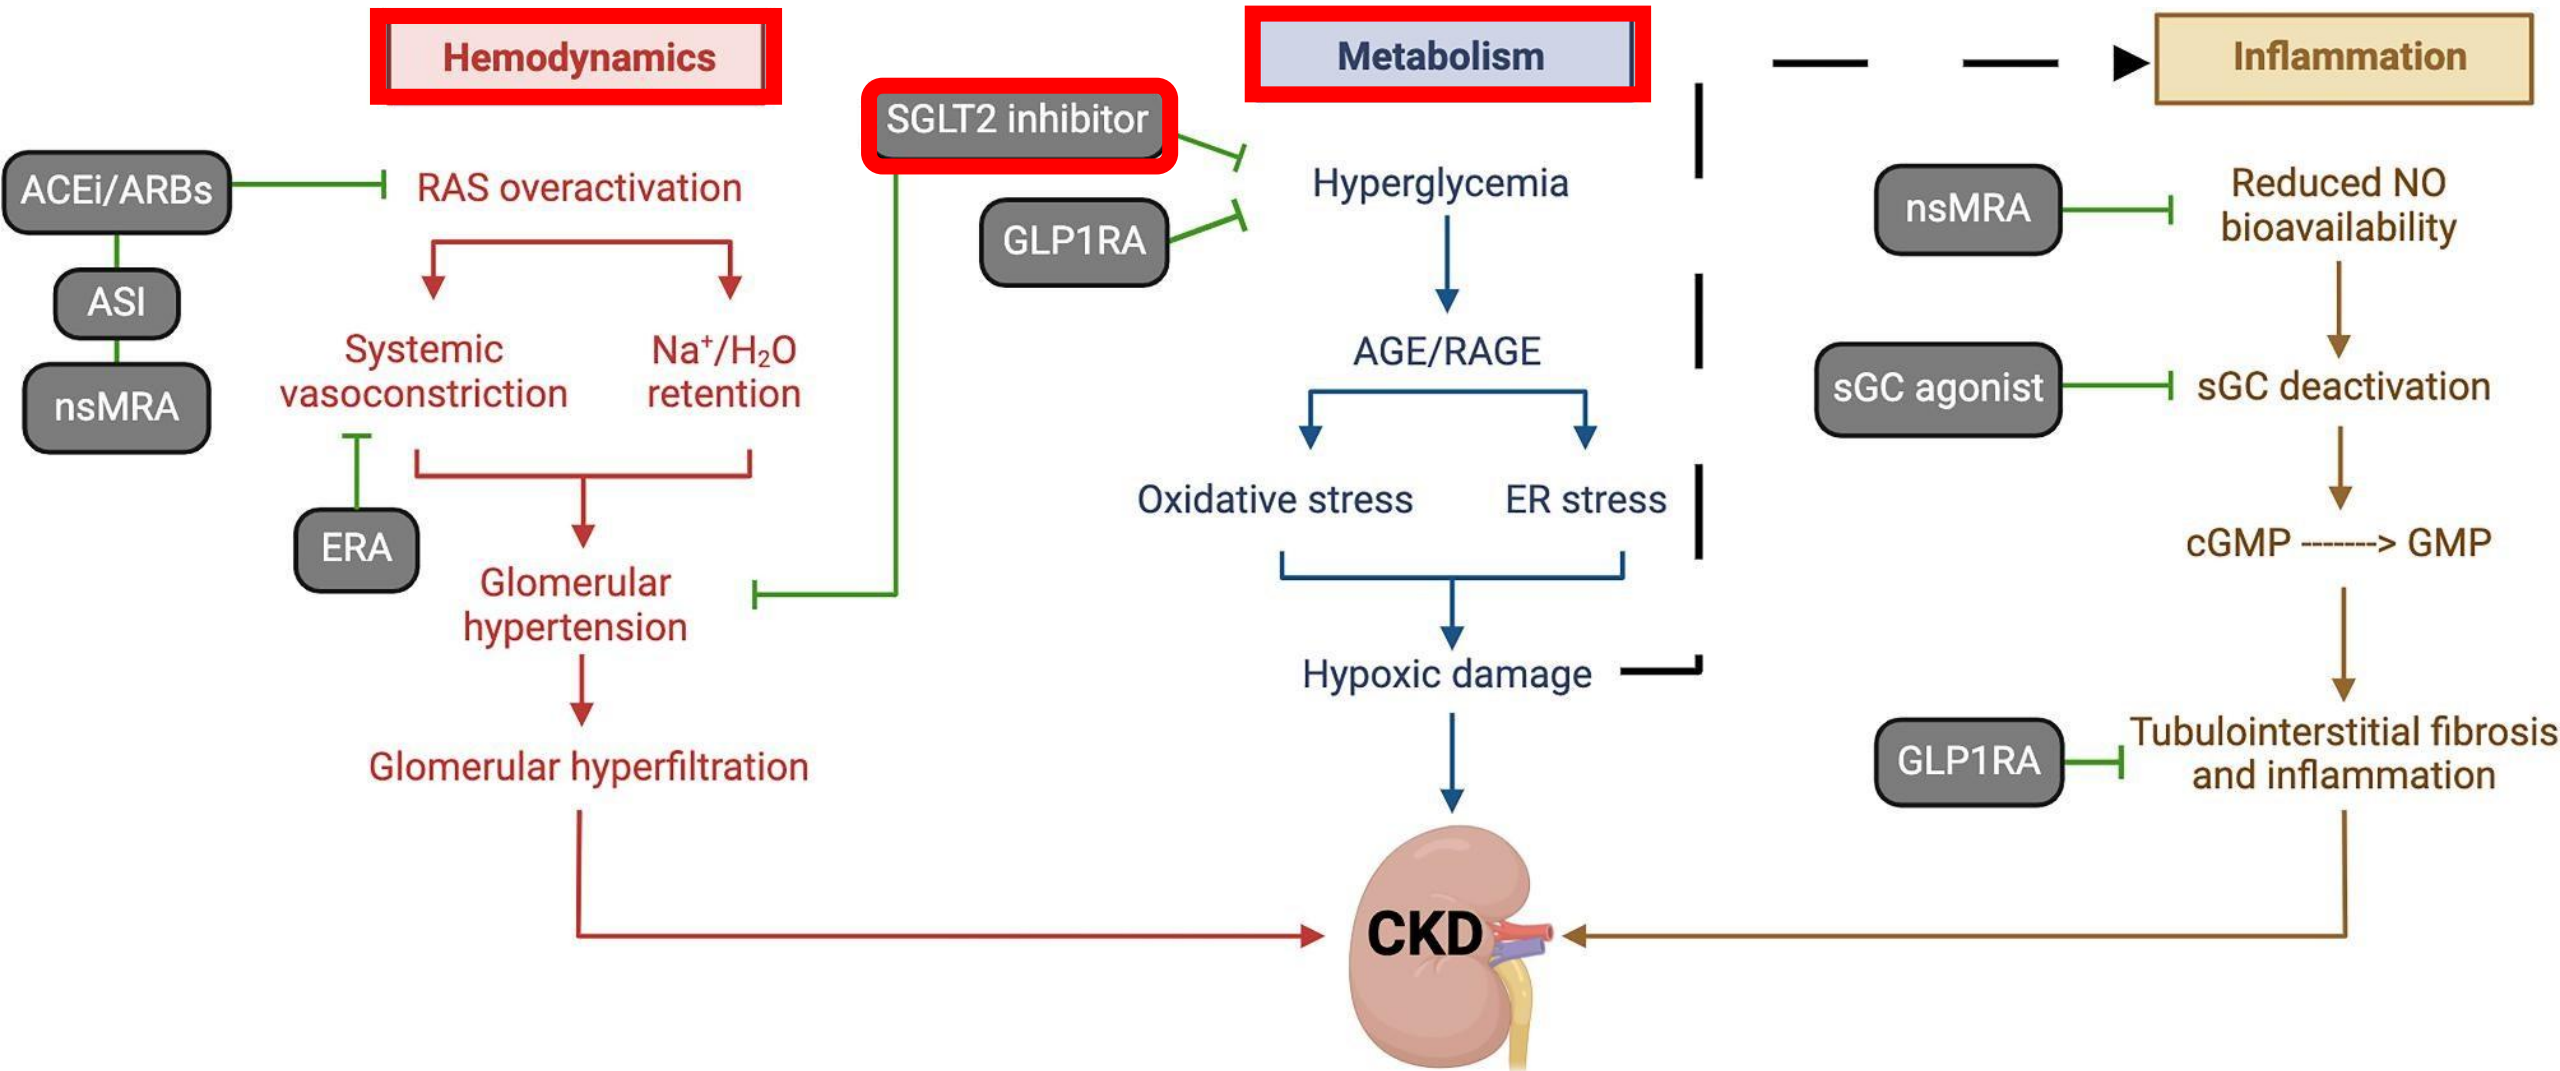 Hemodynamics
Metabolism
Inflammation
SGLT2 inhibitor
ACEi/ARBs
RAS overactivation
GLP1RA
Hyperglycemia
nsMRA
Reduced NO
bioavailability
ASI
nsMRA
Systemic
vasoconstriction
Na⁺/H₂O
retention
AGE/RAGE
sGC agonist
sGC deactivation
ERA
Oxidative stress
ER stress
cGMP -------> GMP
Glomerular
hypertension
Hypoxic damage
Glomerular hyperfiltration
GLP1RA
Tubulointerstitial fibrosis
and inflammation
CKD